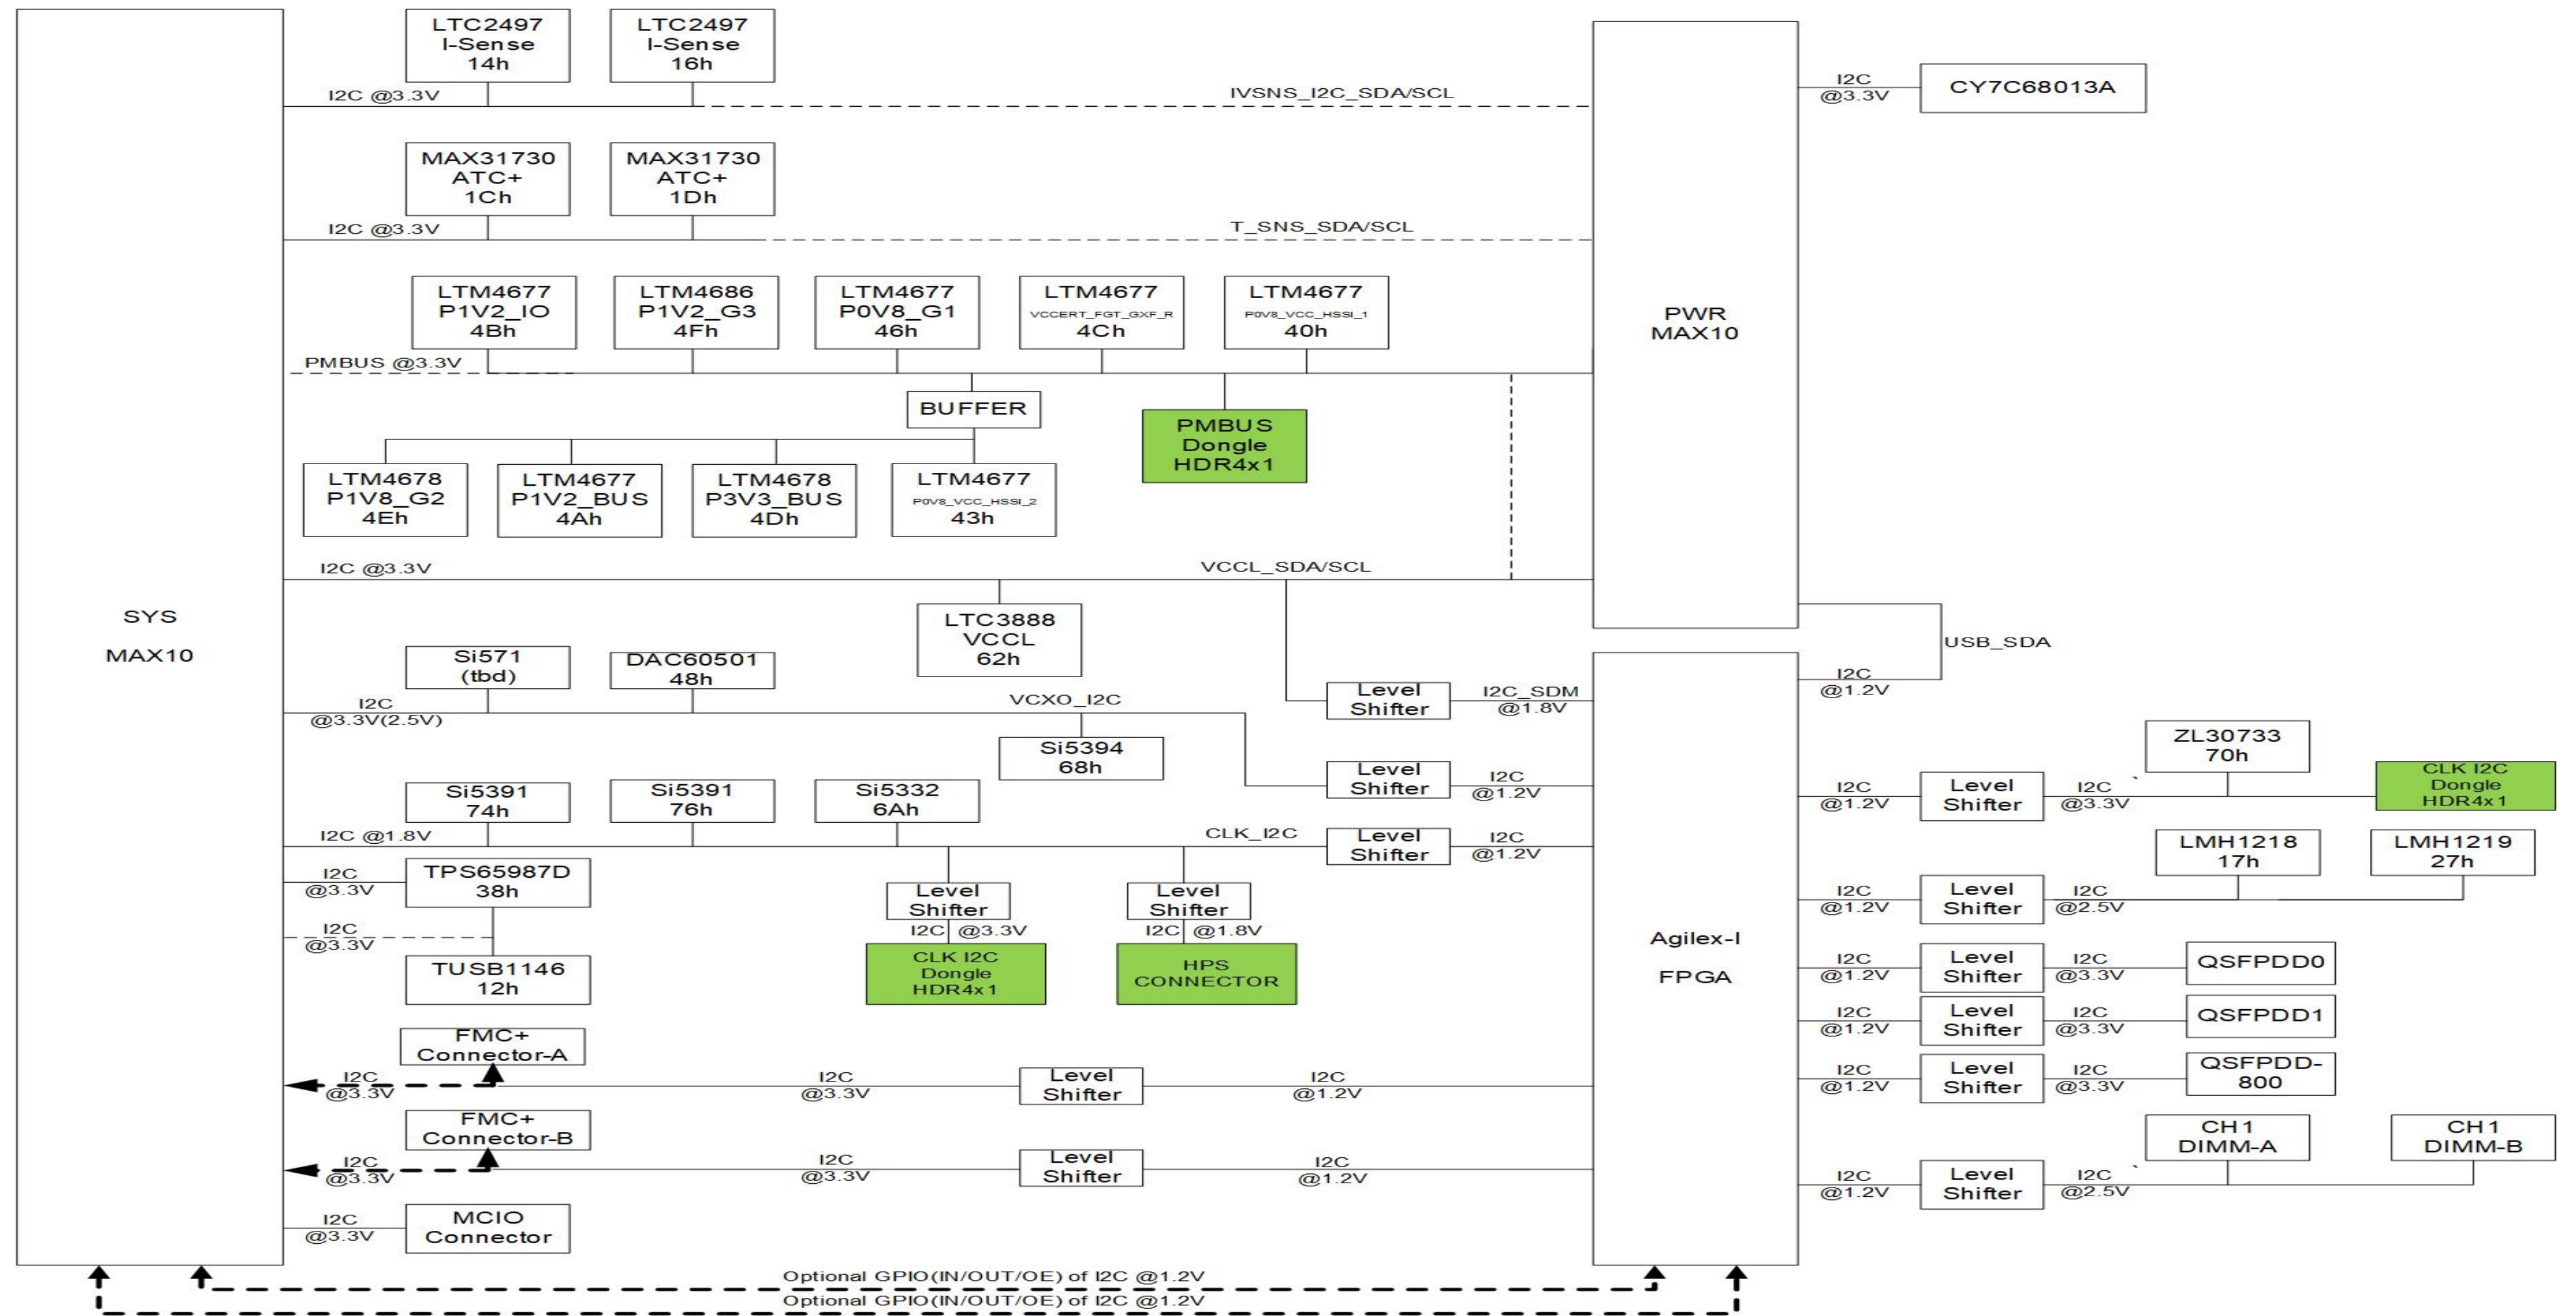 LTC2497
I-Sense
14h
LTC2497
I-Sense
16h
I2C @3.3V
IVSNS_I2C_SDA/SCL
I2C
@3.3V
CY7C68013A
MAX31730
ATC+
1Ch
MAX31730
ATC+
1Dh
I2C @3.3V
T_SNS_SDA/SCL
LTM4677
P1V2_IO
4Bh
LTM4686
P1V2_G3
4Fh
LTM4677
P0V8_G1
46h
LTM4677
VCCERT_FGT_GXF_R
4Ch
LTM4677
P0V8_VCC_HSSI_1
40h
PWR
MAX10
PMBUS @3.3V
BUFFER
PMBUS
Dongle
HDR4x1
LTM4678
P1V8_G2
4Eh
LTM4677
P1V2_BUS
4Ah
LTM4678
P3V3_BUS
4Dh
LTM4677
P0V8_VCC_HSSI_2
43h
I2C @3.3V
VCCL_SDA/SCL
SYS
MAX10
LTC3888
VCCL
62h
USB_SDA
I2C
@1.2V
Si571
(tbd)
DAC60501
48h
I2C
@3.3V(2.5V)
VCXO_I2C
Level
Shifter
I2C_SDM
@1.8V
Si5394
68h
Level
Shifter
I2C
@1.2V
Si5391
74h
Si5391
76h
Si5332
6Ah
I2C @1.8V
CLK_I2C
Level
Shifter
I2C
@1.2V
I2C
@3.3V
TPS65987D
38h
Level
Shifter
I2C @3.3V
CLK I2C
Dongle
HDR4x1
Level
Shifter
I2C @1.8V
HPS
CONNECTOR
I2C
@3.3V
TUSB1146
12h
Agilex-I
FPGA
I2C
@1.2V
Level
Shifter
I2C `
@3.3V
ZL30733
70h
CLK I2C
Dongle
HDR4x1
I2C
@1.2V
Level
Shifter
I2C
@2.5V
LMH1218
17h
LMH1219
27h
I2C
@1.2V
Level
Shifter
I2C
@3.3V
QSFPDD0
I2C
@1.2V
Level
Shifter
I2C
@3.3V
QSFPDD1
I2C
@1.2V
Level
Shifter
I2C
@3.3V
QSFPDD-
800
I2C
@1.2V
Level
Shifter
I2C `
@2.5V
CH1
DIMM-A
CH1
DIMM-B
FMC+
Connector-A
I2C
@3.3V
I2C
@3.3V
Level
Shifter
I2C
@1.2V
FMC+
Connector-B
I2C
@3.3V
I2C
@3.3V
Level
Shifter
I2C
@1.2V
I2C
@3.3V
MCIO
Connector
Optional GPIO(IN/OUT/OE) of I2C @1.2V
Optional GPIO(IN/OUT/OE) of I2C @1.2V